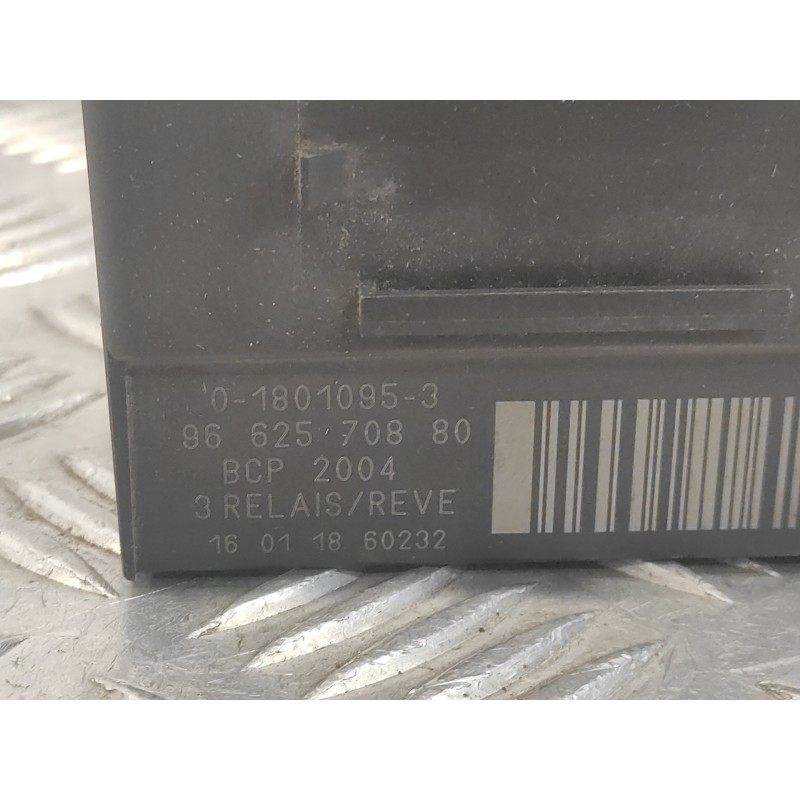 0-1801095-3
96 625 708 80
BCP 2004
3 RELAIS/REVE
16 01 18 60232